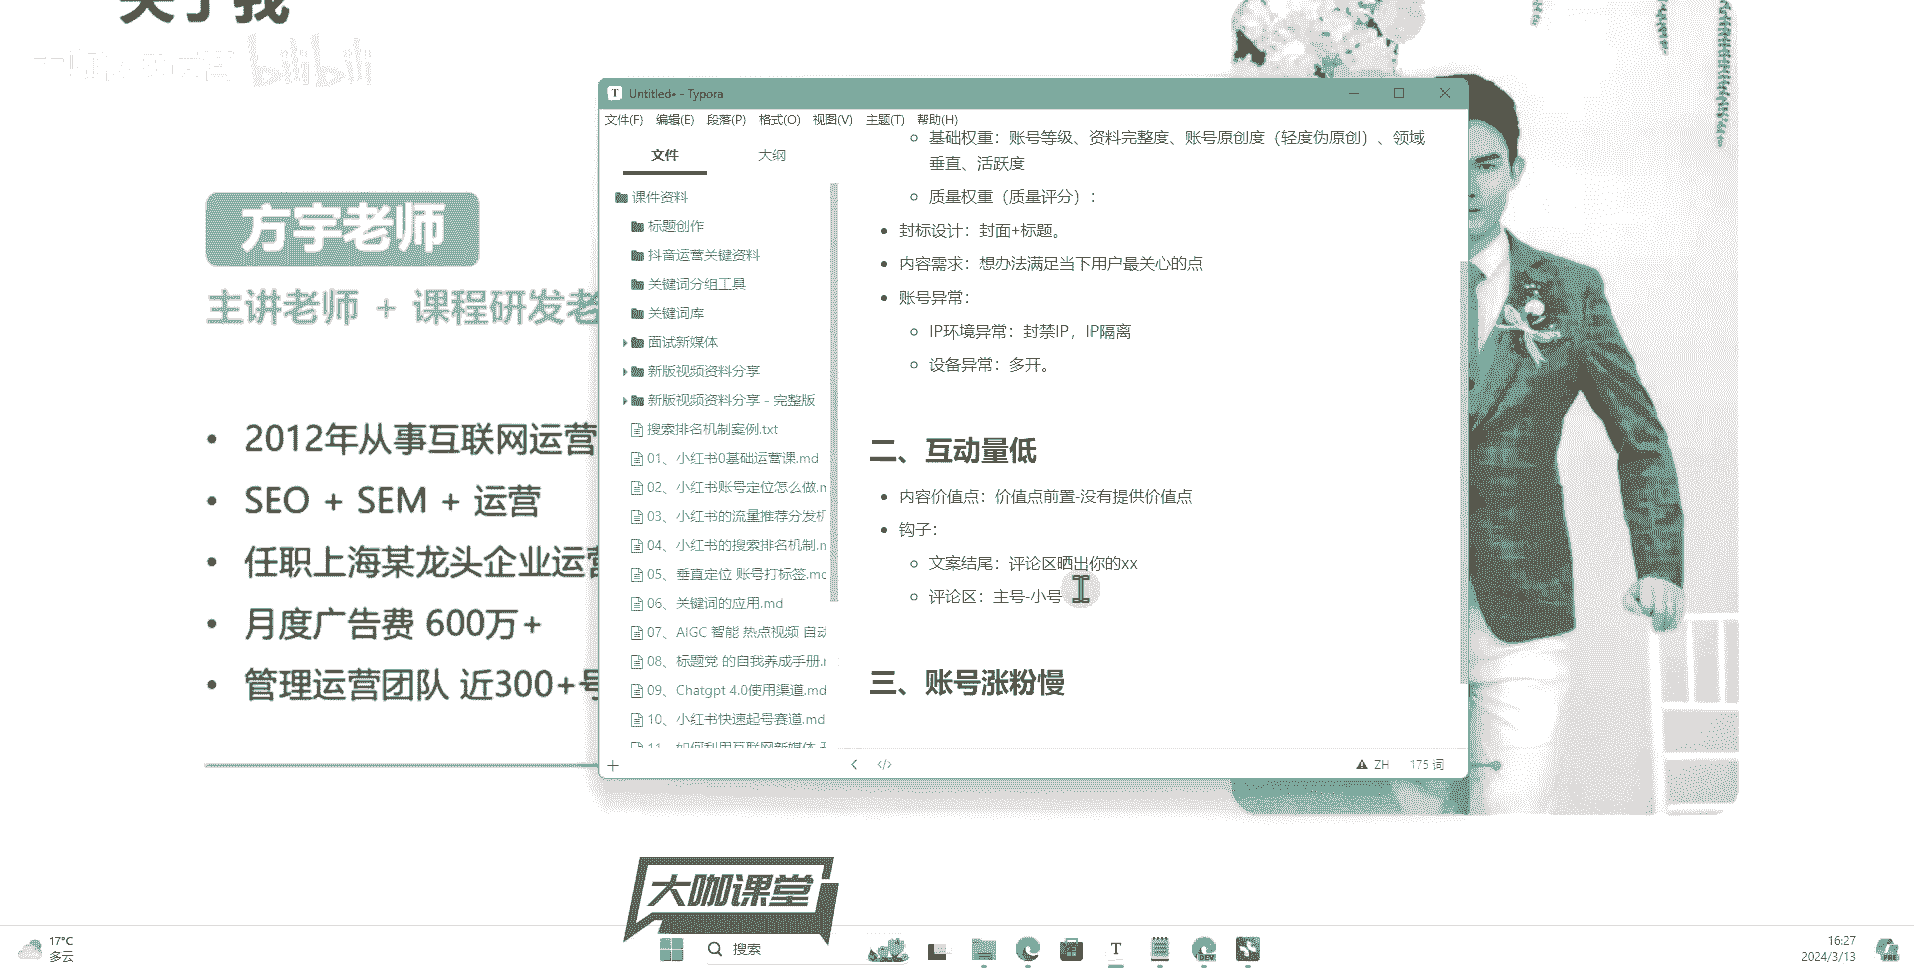 关于我
bilibili
方宇老师
主讲老师 + 课程研发老
• 2012年从事互联网运营
• SEO + SEM + 运营
• 任职上海某龙头企业运营
• 月度广告费 600万+
• 管理运营团队 近300+号
Untitled• - Typora
文件(F) 编辑(E) 段落(P) 格式(O) 视图(V) 主题(T) 帮助(H)
文件 大纲
课件资料
标题创作
抖音运营关键资料
关键词分组工具
关键词库
面试新媒体
新版视频资料分享
新版视频资料分享 - 完整版
搜索排名机制案例.txt
01、小红书0基础运营课.md
02、小红书账号定位怎么做.m
03、小红书的流量推荐分发机
04、小红书的搜索排名机制.m
05、垂直定位 账号打标签.md
06、关键词的应用.md
07、AIGC 智能 热点视频 自动
08、标题党 的自我养成手册.m
09、Chatgpt 4.0使用渠道.md
10、小红书快速起号赛道.md
11、如何利用互联网新媒体
基础权重：账号等级、资料完整度、账号原创度（轻度伪原创）、领域
垂直、活跃度
质量权重（质量评分）：
• 封标设计：封面+标题。
• 内容需求：想办法满足当下用户最关心的点
• 账号异常：
IP环境异常：封禁IP，IP隔离
设备异常：多开。
二、互动量低
• 内容价值点：价值点前置-没有提供价值点
• 钩子：
文案结尾：评论区晒出你的xx
评论区：主号-小号
三、账号涨粉慢
ZH 175 词
大咖课堂
17°C
多云
搜索
T
DEV
16:27
2024/3/13
PRE